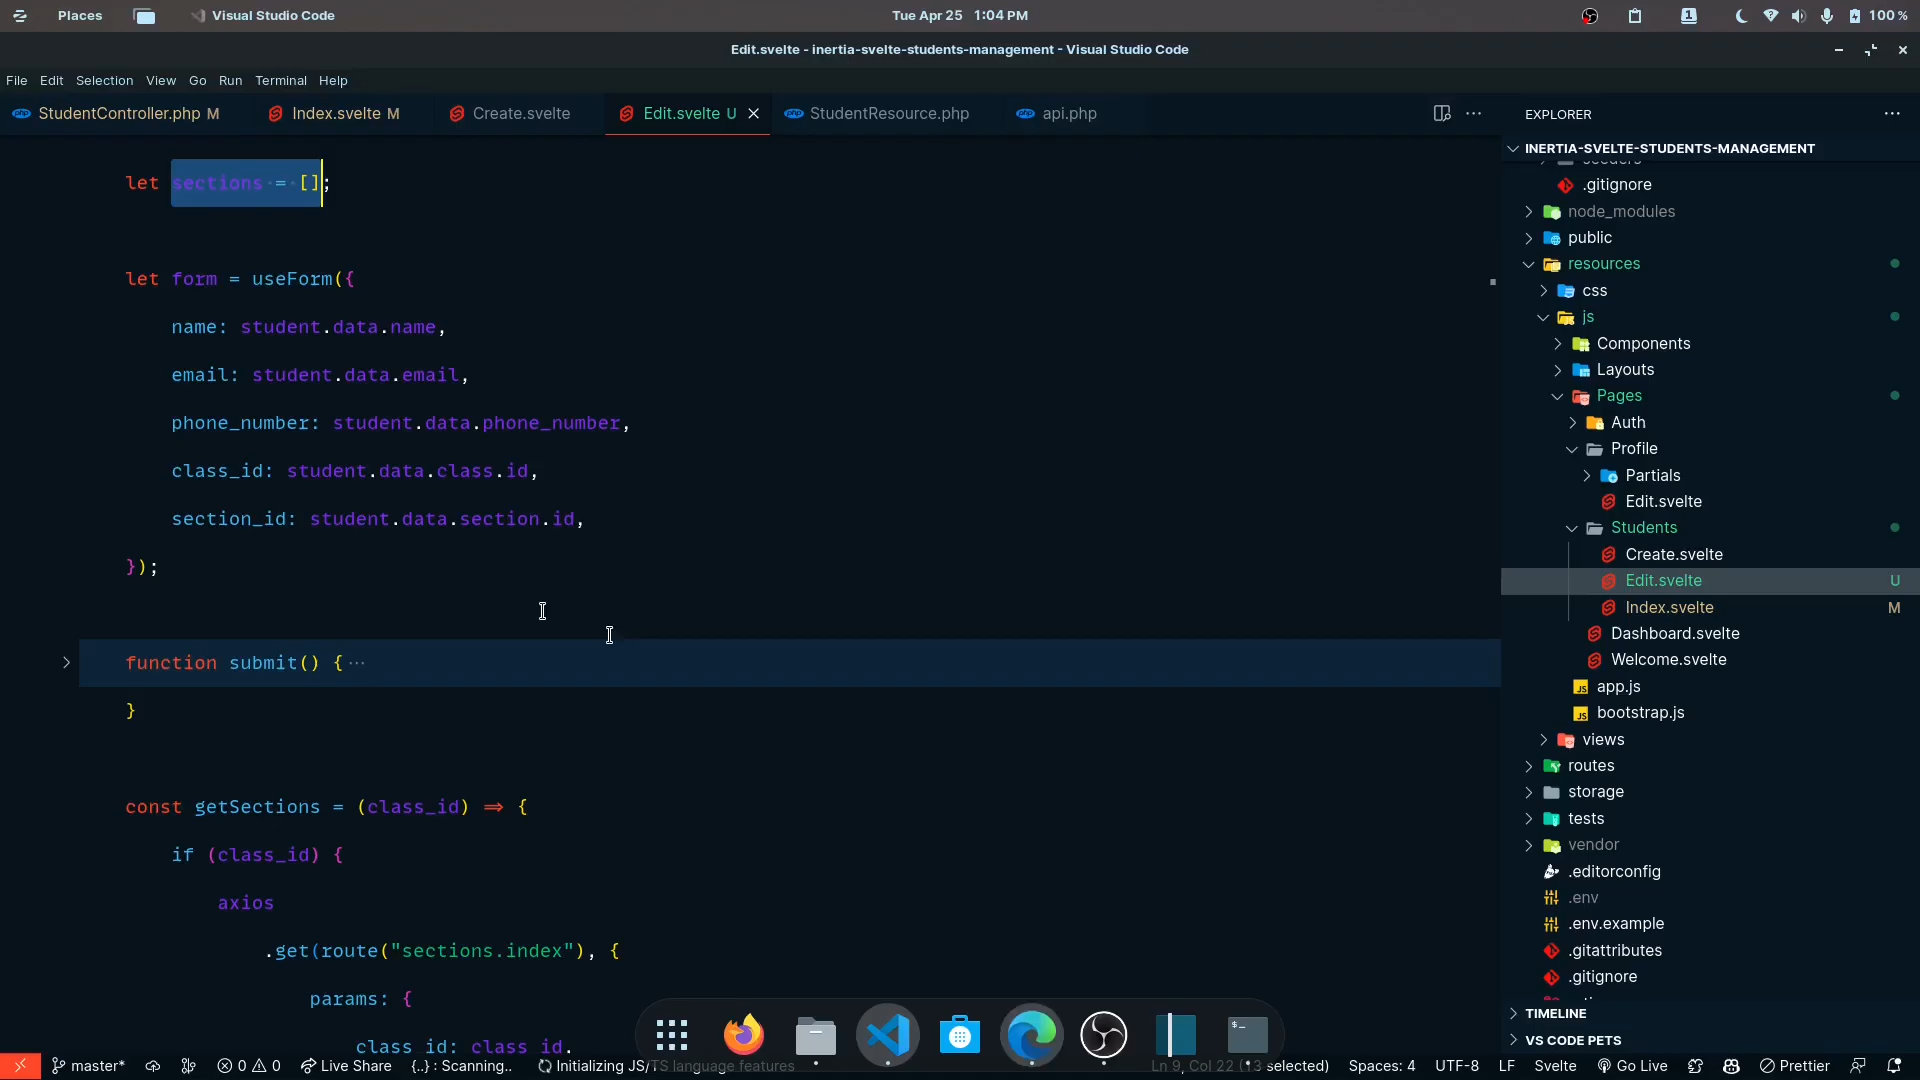 Places
Visual Studio Code
Tue Apr 25 1:04 PM
1
100 %
Edit.svelte - inertia-svelte-students-management - Visual Studio Code
File Edit Selection View Go Run Terminal Help
StudentController.php M
Index.svelte M
Create.svelte
Edit.svelte U
StudentResource.php
api.php
let sections = [];
let form = useForm({
name: student.data.name,
email: student.data.email,
phone_number: student.data.phone_number,
class_id: student.data.class.id,
section_id: student.data.section.id,
});
function submit() { ···
}
const getSections = (class_id) => {
if (class_id) {
axios
.get(route("sections.index"), {
params: {
class_id: class_id,
EXPLORER
INERTIA-SVELTE-STUDENTS-MANAGEMENT
seeders
.gitignore
node_modules
public
resources
css
js
Components
Layouts
Pages
Auth
Profile
Partials
Edit.svelte
Students
Create.svelte
Edit.svelte U
Index.svelte M
Dashboard.svelte
Welcome.svelte
app.js
bootstrap.js
views
routes
storage
tests
vendor
.editorconfig
.env
.env.example
.gitattributes
.gitignore
TIMELINE
VS CODE PETS
master*
0 0
Live Share
{..} : Scanning..
Initializing JS/TS language features
Ln 9, Col 22 (13 selected)
Spaces: 4
UTF-8
LF
Svelte
Go Live
Prettier